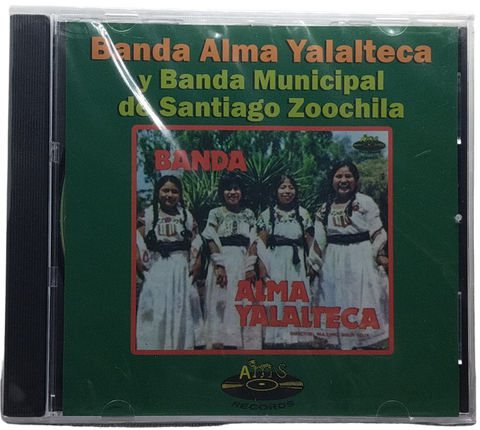 Banda Alma Yalalteca
y Banda Municipal
de Santiago Zoochila
BANDA
ALMA
YALALTECA
RECORDS